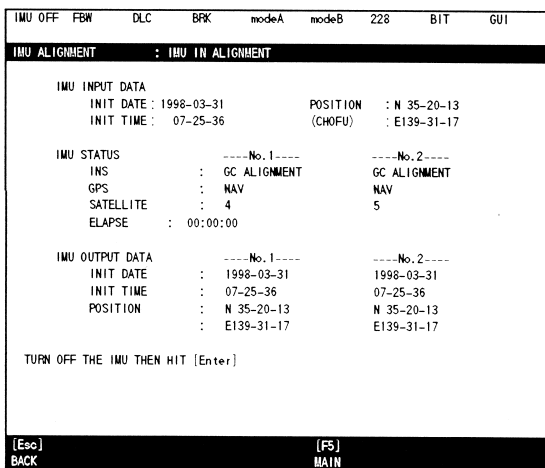 IMU OFF FBW DLC BRK modeA modeB 228 BIT GUI
IMU ALIGNMENT : IMU IN ALIGNMENT
IMU INPUT DATA
INIT DATE : 1998-03-31 POSITION : N 35-20-13
INIT TIME : 07-25-36 (CHOFU) : E139-31-17
IMU STATUS ----No.1---- ----No.2----
INS : GC ALIGNMENT GC ALIGNMENT
GPS : NAV NAV
SATELLITE : 4 5
ELAPSE : 00:00:00
IMU OUTPUT DATA ----No.1---- ----No.2----
INIT DATE : 1998-03-31 1998-03-31
INIT TIME : 07-25-36 07-25-36
POSITION : N 35-20-13 N 35-20-13
: E139-31-17 E139-31-17
TURN OFF THE IMU THEN HIT [Enter]
[Esc] [F5]
BACK MAIN